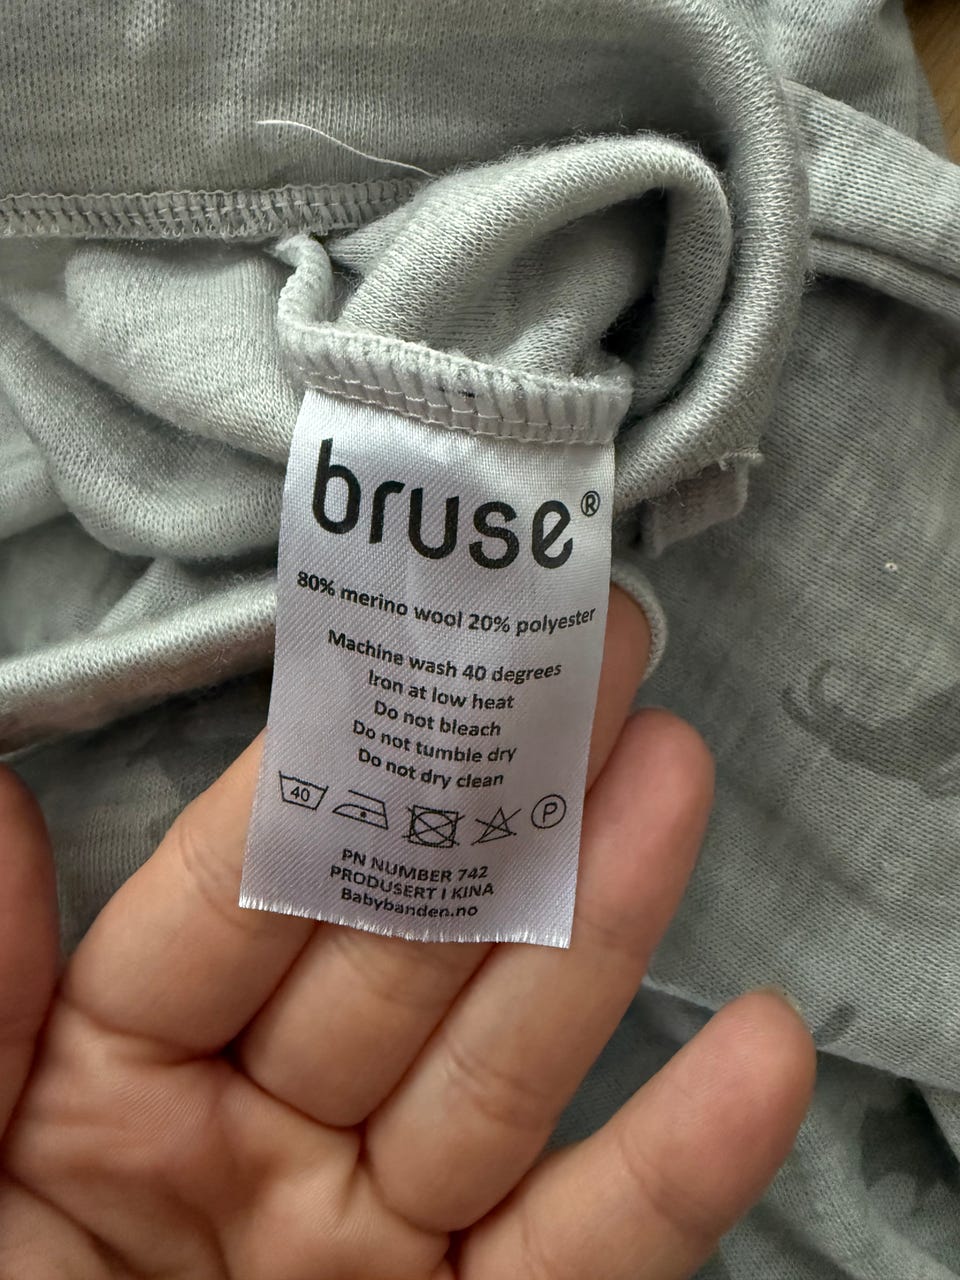 bruse®
80% merino wool 20% polyester
Machine wash 40 degrees
Iron at low heat
Do not bleach
Do not tumble dry
Do not dry clean
40 P
PN NUMBER 742
PRODUSERT I KINA
Babybanden.no